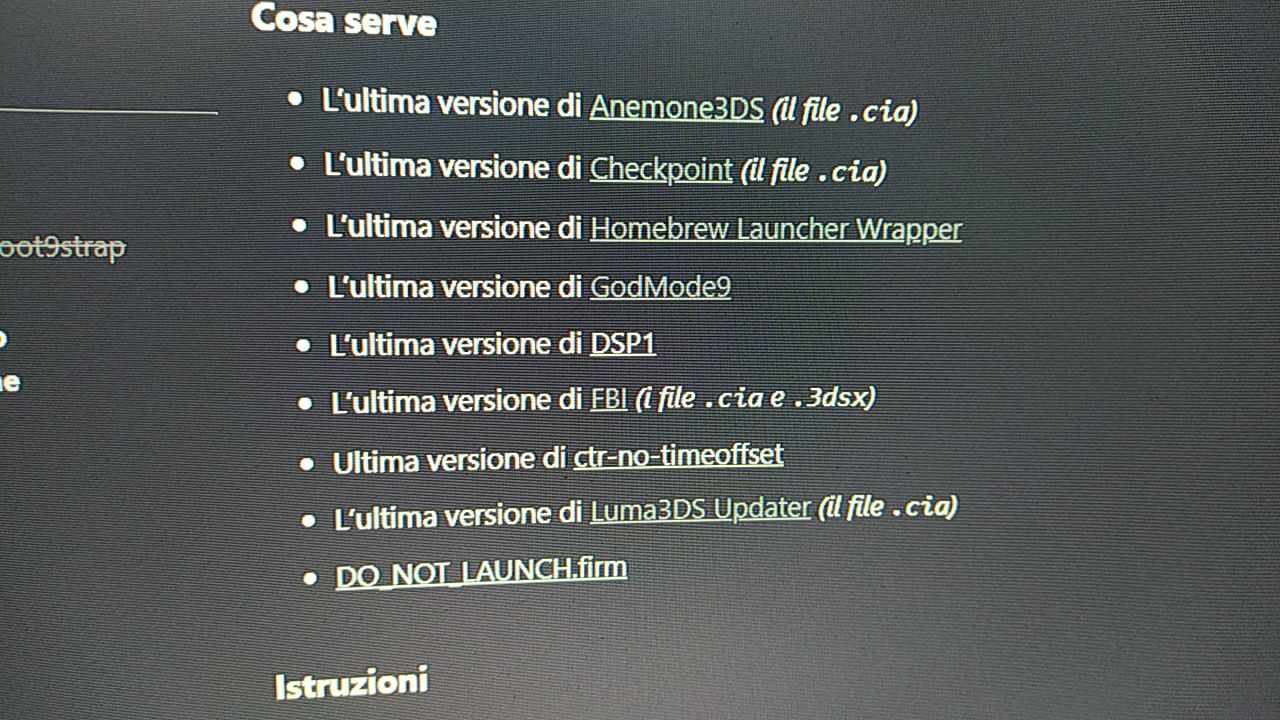 Cosa serve
L'ultima versione di Anemone3DS (il file .cia)
L'ultima versione di Checkpoint (il file .cia)
L'ultima versione di Homebrew Launcher Wrapper
oot9strap
L'ultima versione di GodMode9
L'ultima versione di DSP1
L'ultima versione di FBI (i file .cia e .3dsx)
Ultima versione di ctr-no-timeoffset
L'ultima versione di Luma3DS Updater (il file .cia)
DO_NOT_LAUNCH.firm
Istruzioni